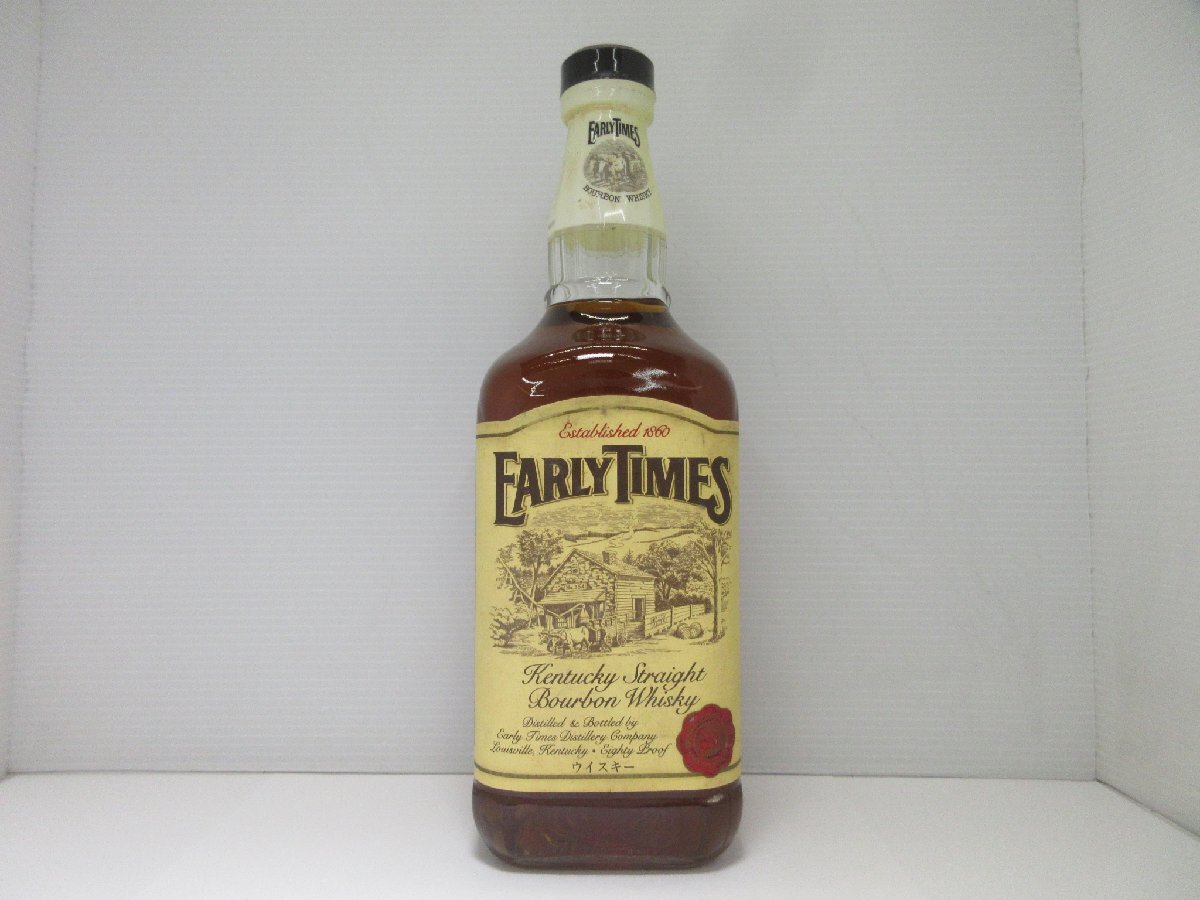 EARLY TIMES
BOURBON WHISKY
Established 1860
EARLY TIMES
Kentucky Straight
Bourbon Whisky
Distilled & Bottled by
Early Times Distillery Company
Louisville, Kentucky • Eighty Proof
ウイスキー